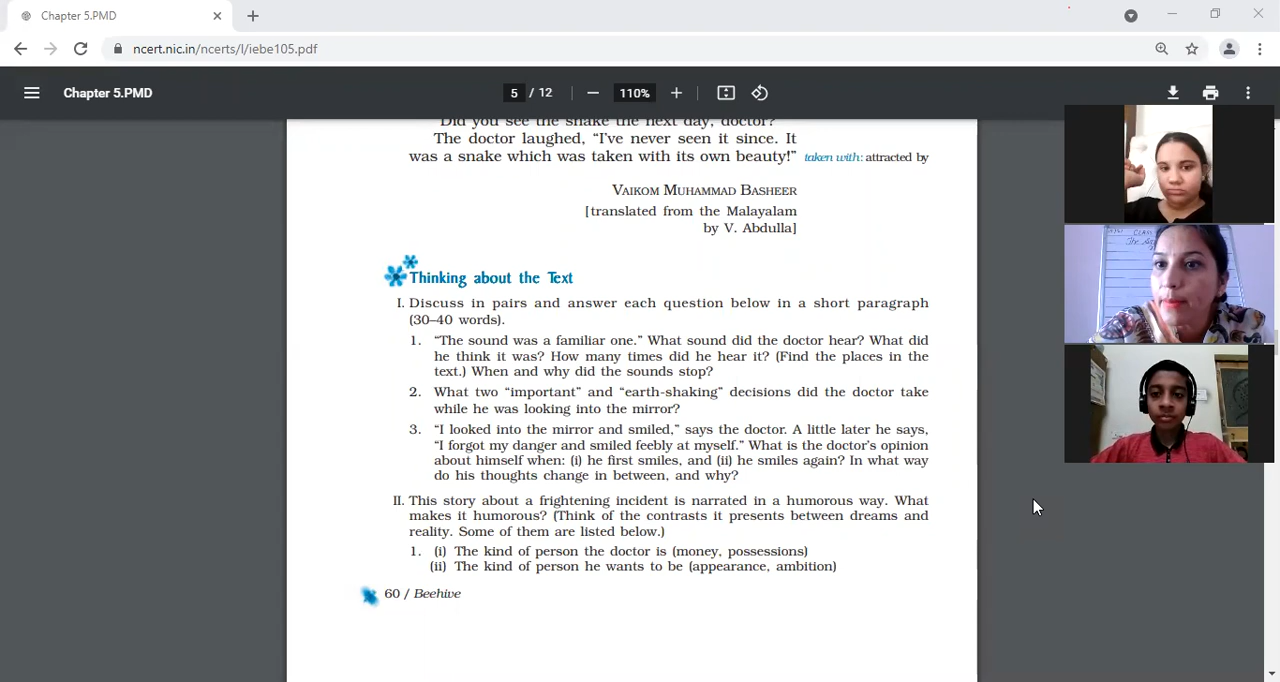 Chapter 5.PMD
ncert.nic.in/ncerts/l/iebe105.pdf
Chapter 5.PMD
5 / 12
110%
"Did you see the snake the next day, doctor?"
The doctor laughed, “I’ve never seen it since. It
was a snake which was taken with its own beauty!”
taken with: attracted by
VAIKOM MUHAMMAD BASHEER
[translated from the Malayalam
by V. Abdulla]
Thinking about the Text
I. Discuss in pairs and answer each question below in a short paragraph
(30–40 words).
1. “The sound was a familiar one.” What sound did the doctor hear? What did
he think it was? How many times did he hear it? (Find the places in the
text.) When and why did the sounds stop?
2. What two “important” and “earth-shaking” decisions did the doctor take
while he was looking into the mirror?
3. “I looked into the mirror and smiled,” says the doctor. A little later he says,
“I forgot my danger and smiled feebly at myself.” What is the doctor’s opinion
about himself when: (i) he first smiles, and (ii) he smiles again? In what way
do his thoughts change in between, and why?
II. This story about a frightening incident is narrated in a humorous way. What
makes it humorous? (Think of the contrasts it presents between dreams and
reality. Some of them are listed below.)
1. (i) The kind of person the doctor is (money, possessions)
(ii) The kind of person he wants to be (appearance, ambition)
60 / Beehive